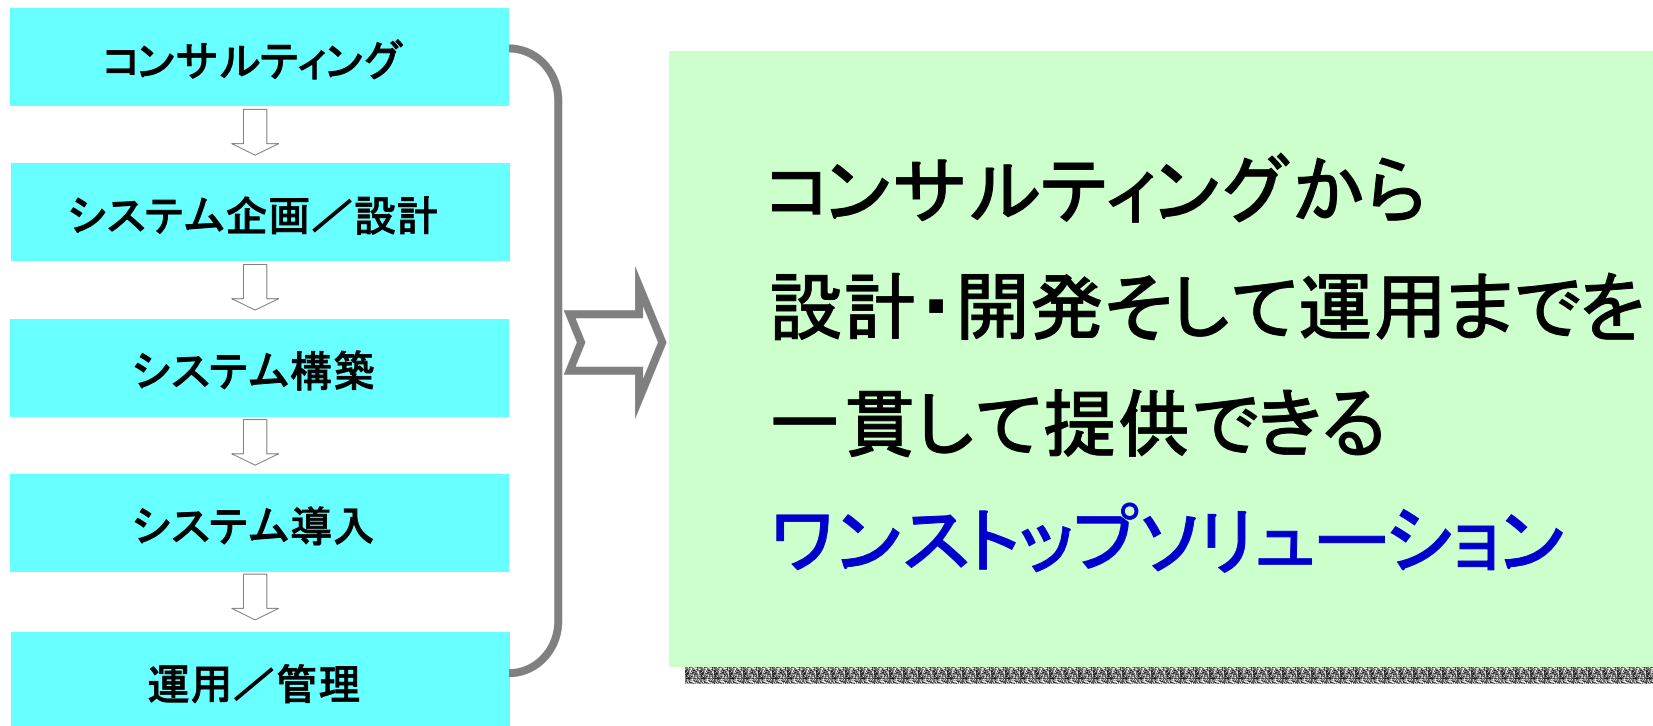 コンサルティング
システム企画／設計
システム構築
システム導入
運用／管理
コンサルティングから
設計・開発そして運用までを
一貫して提供できる
ワンストップソリューション